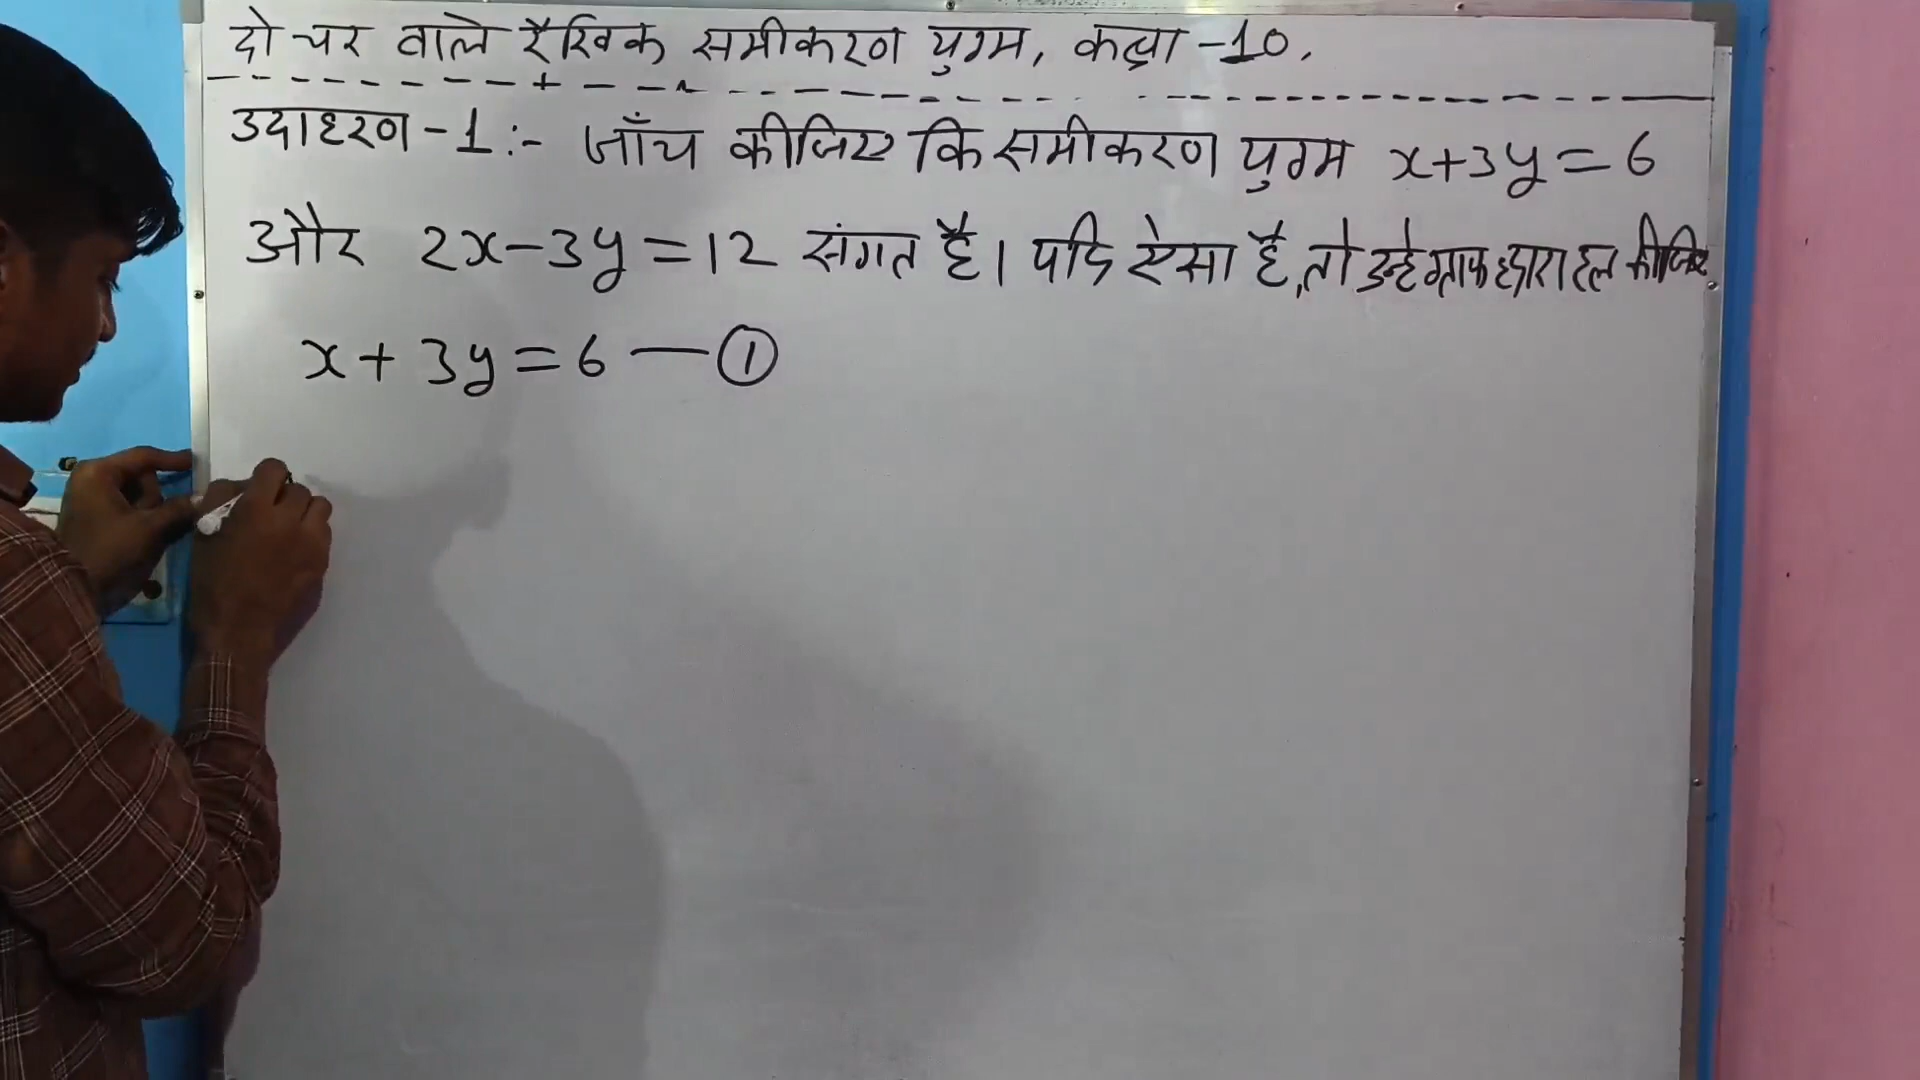 दो चर वाले रैखिक समीकरण युग्म, कक्षा -10.
उदाहरण -1:- जाँच कीजिए कि समीकरण युग्म x+3y=6
और 2x-3y=12 संगत है। यदि ऐसा है, तो उन्हे ग्राफ द्वारा हल कीजिए
x+3y=6 — ①